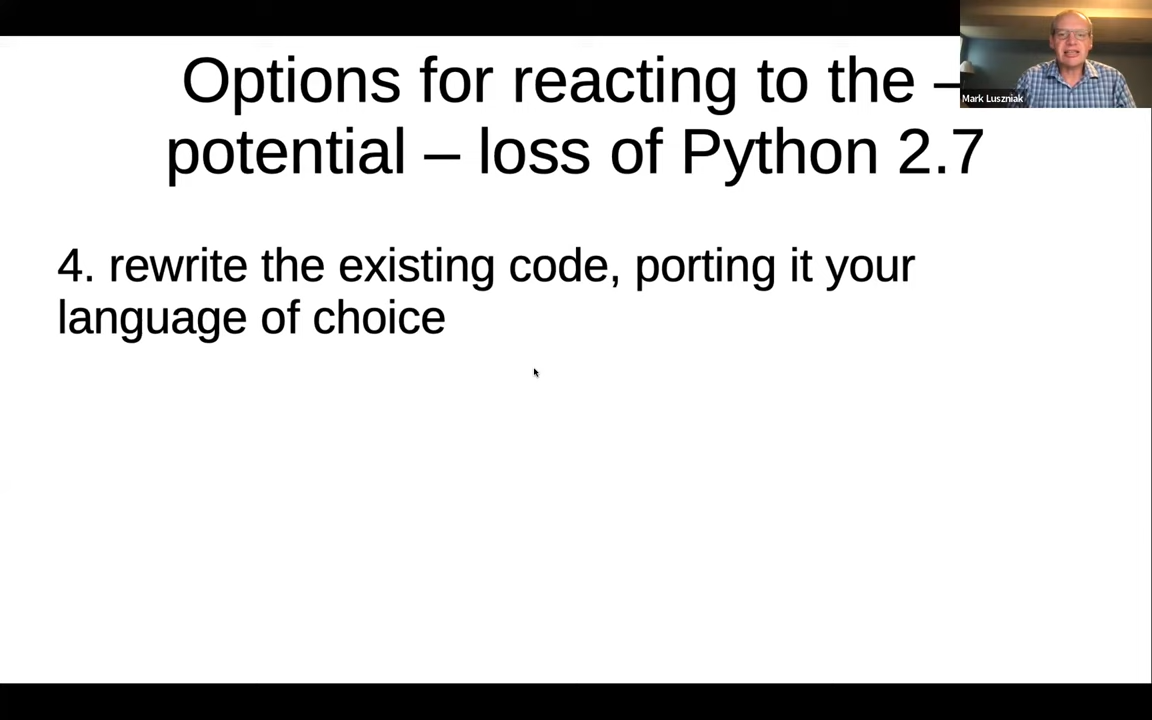 Options for reacting to the –
potential – loss of Python 2.7
Mark Luszniak
4. rewrite the existing code, porting it your
language of choice